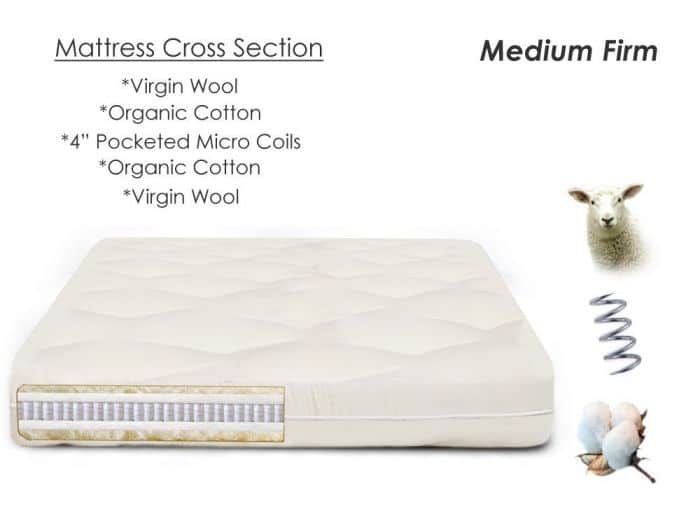 Mattress Cross Section
Medium Firm
*Virgin Wool
*Organic Cotton
*4” Pocketed Micro Coils
*Organic Cotton
*Virgin Wool